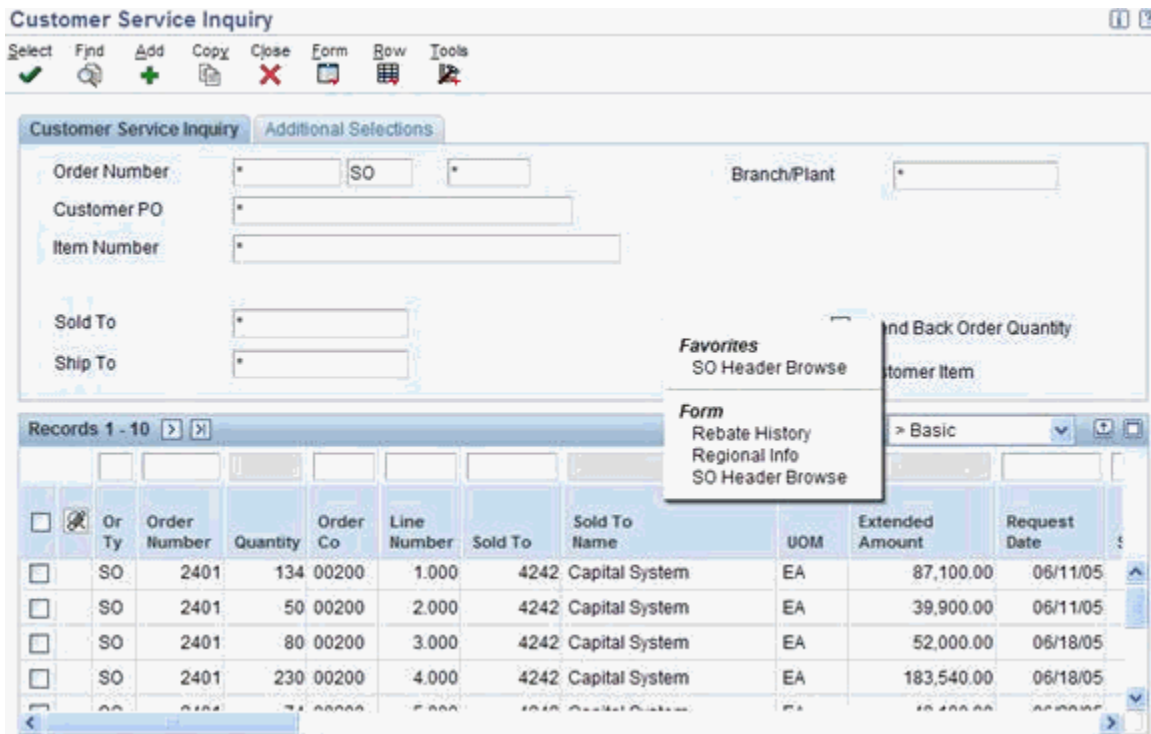 Customer Service Inquiry
Select Find Add Copy Close Form Row Tools
Customer Service Inquiry Additional Selections
Order Number * SO * Branch/Plant *
Customer PO *
Item Number *
Sold To * end Back Order Quantity
Ship To * stomer Item
Favorites
SO Header Browse
Form
Rebate History
Regional Info
SO Header Browse
Records 1 - 10 > Basic
Or Ty Order Number Quantity Order Co Line Number Sold To Sold To Name UOM Extended Amount Request Date
SO 2401 134 00200 1.000 4242 Capital System EA 87,100.00 06/11/05
SO 2401 50 00200 2.000 4242 Capital System EA 39,900.00 06/11/05
SO 2401 80 00200 3.000 4242 Capital System EA 52,000.00 06/18/05
SO 2401 230 00200 4.000 4242 Capital System EA 183,540.00 06/18/05